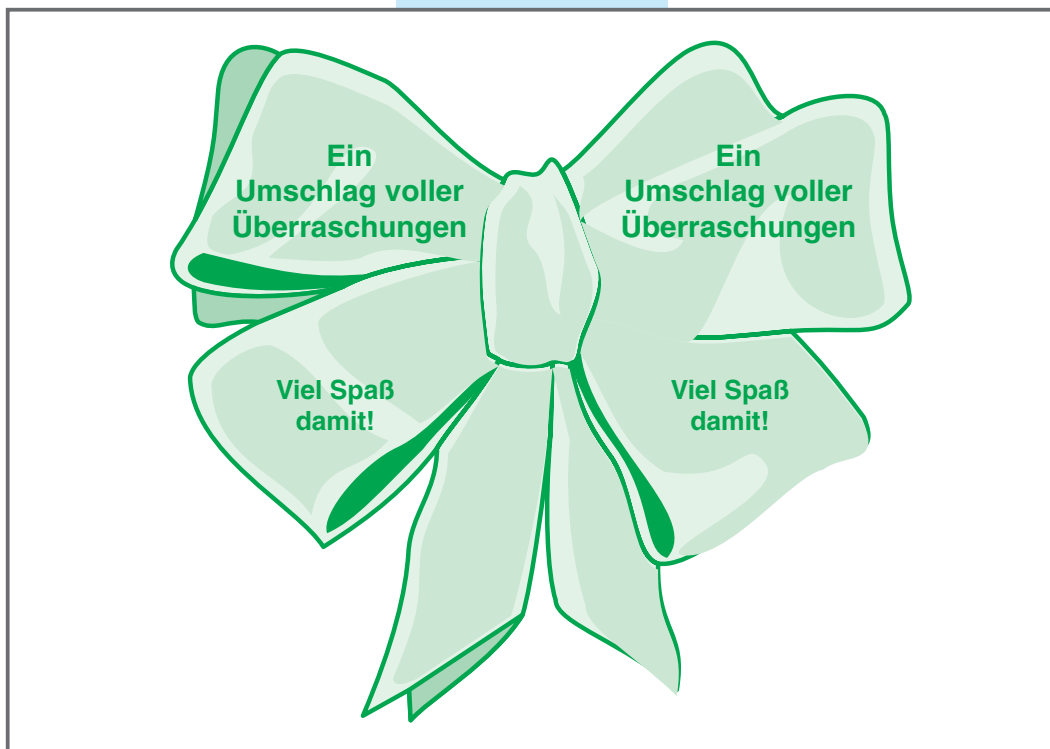 Ein
Umschlag voller
Überraschungen
Ein
Umschlag voller
Überraschungen
Viel Spaß
damit!
Viel Spaß
damit!